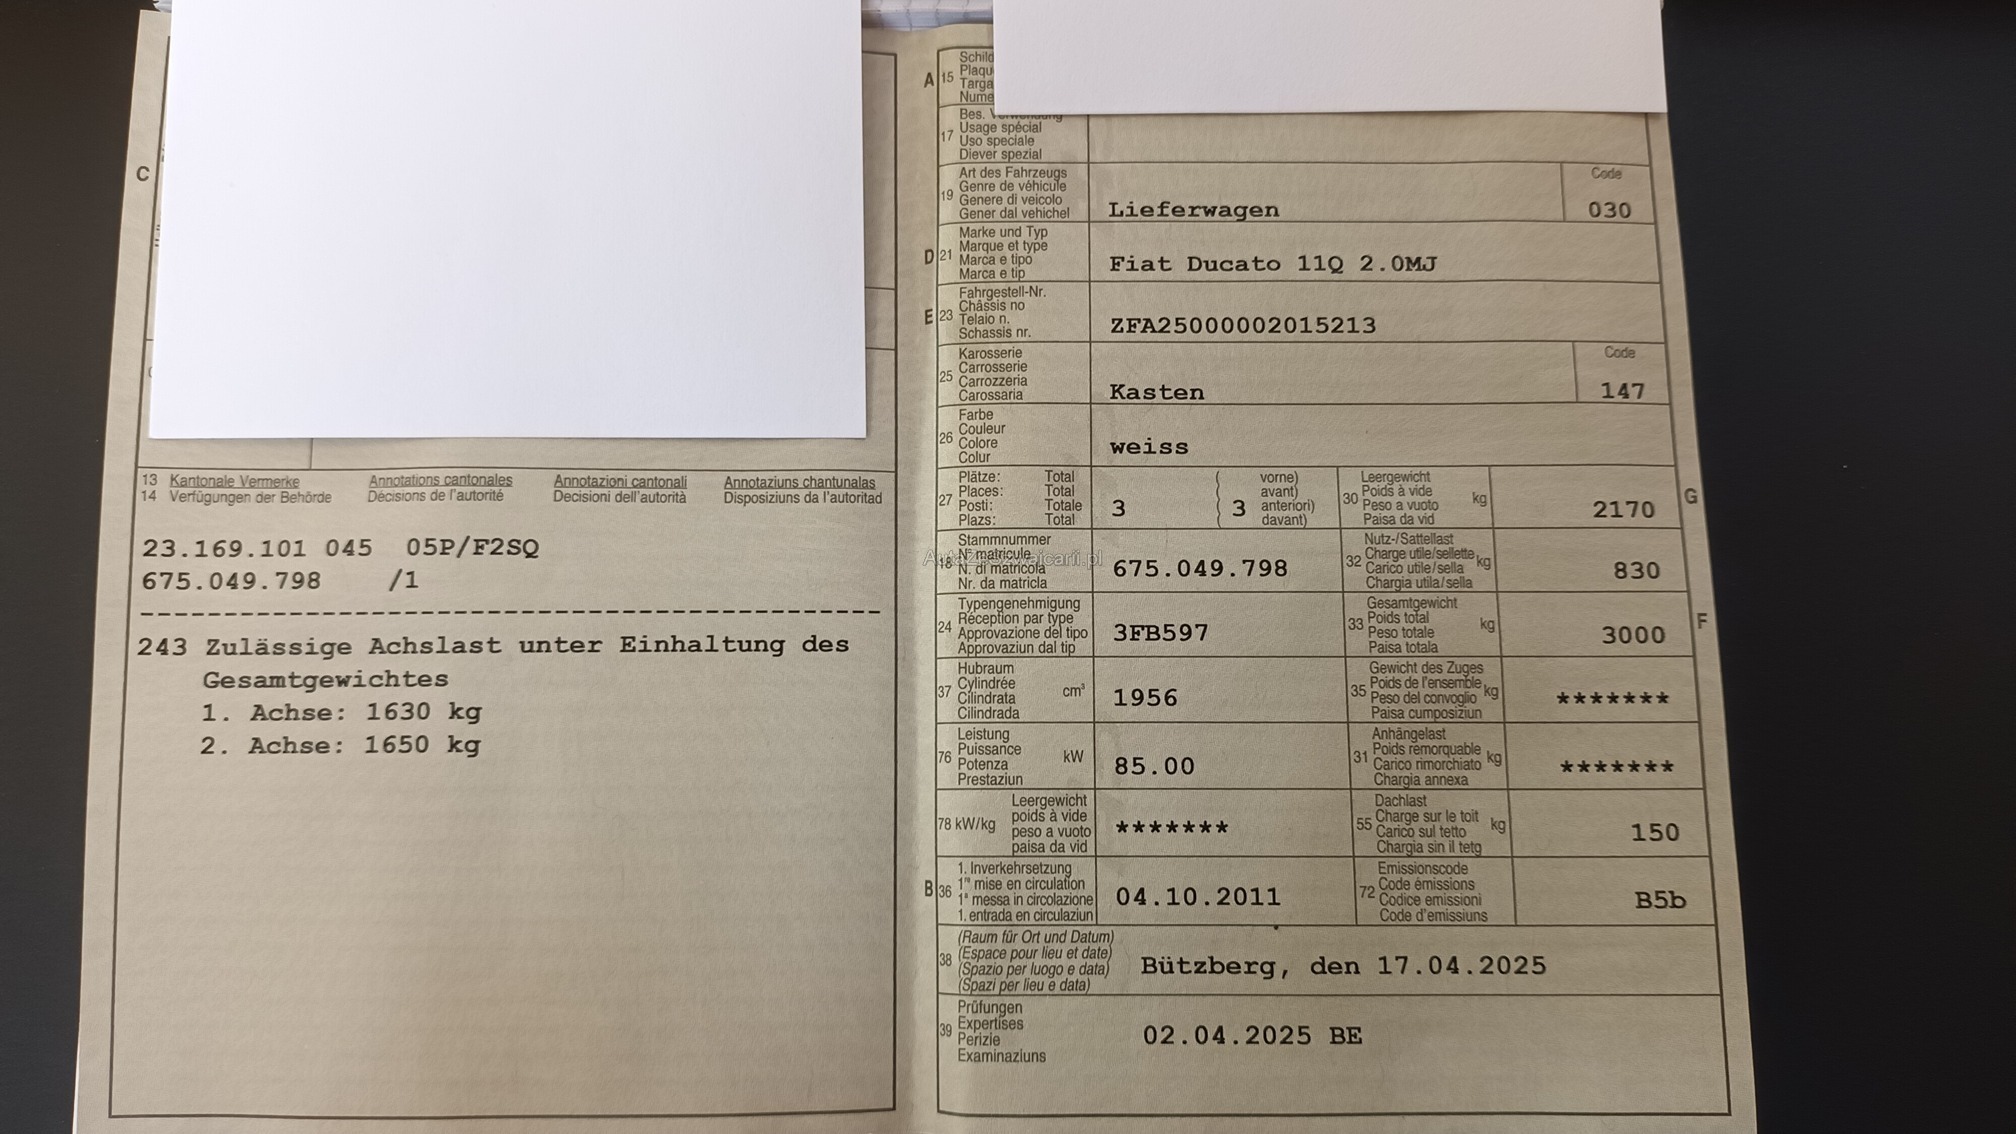 C
13 Kantonale Vermerke Annotations cantonales Annotazioni cantonali Annotaziuns chantunalas
14 Verfügungen der Behörde Décisions de l'autorité Decisioni dell'autorità Disposiziuns da l'autoritad
23.169.101 045 05P/F2SQ
675.049.798 /1
243 Zulässige Achslast unter Einhaltung des
Gesamtgewichtes
1. Achse: 1630 kg
2. Achse: 1650 kg
A 15
Schild
Plaqu
Targa
Nume
17
Bes. Verwendung
Usage spécial
Uso speciale
Diever spezial
19
Art des Fahrzeugs
Genre de véhicule
Genere di veicolo
Gener dal vehichel
Lieferwagen
Code
030
D 21
Marke und Typ
Marque et type
Marca e tipo
Marca e tip
Fiat Ducato 11Q 2.0MJ
E 23
Fahrgestell-Nr.
Châssis no
Telaio n.
Schassis nr.
ZFA25000002015213
25
Karosserie
Carrosserie
Carrozzeria
Carossaria
Kasten
Code
147
26
Farbe
Couleur
Colore
Colur
weiss
27
Plätze: Total
Places: Total
Posti: Totale
Plazs: Total
3
( vorne)
( avant)
( 3 anteriori)
( davant)
30
Leergewicht
Poids à vide
Peso a vuoto
Paisa da vid
kg
2170
G
18
Stammnummer
N° matricule
N. di matricola
Nr. da matricla
AutaZeSzwajcarii.pl
675.049.798
32
Nutz-/Sattellast
Charge utile/sellette
Carico utile/sella
Chargia utila/sella
kg
830
24
Typengenehmigung
Réception par type
Approvazione del tipo
Approvaziun dal tip
3FB597
33
Gesamtgewicht
Poids total
Peso totale
Paisa totala
kg
3000
F
37
Hubraum
Cylindrée
Cilindrata
Cilindrada
cm³
1956
35
Gewicht des Zuges
Poids de l'ensemble
Peso del convoglio
Paisa cumposiziun
kg
*******
76
Leistung
Puissance
Potenza
Prestaziun
kW
85.00
31
Anhängelast
Poids remorquable
Carico rimorchiato
Chargia annexa
kg
*******
78 kW/kg
Leergewicht
poids à vide
peso a vuoto
paisa da vid
*******
55
Dachlast
Charge sur le toit
Carico sul tetto
Chargia sin il tetg
kg
150
B 36
1. Inverkehrsetzung
1re mise en circulation
1a messa in circolazione
1. entrada en circulaziun
04.10.2011
72
Emissionscode
Code émissions
Codice emissioni
Code d'emissiuns
B5b
38
(Raum für Ort und Datum)
(Espace pour lieu et date)
(Spazio per luogo e data)
(Spazi per lieu e data)
Bützberg, den 17.04.2025
39
Prüfungen
Expertises
Perizie
Examinaziuns
02.04.2025 BE